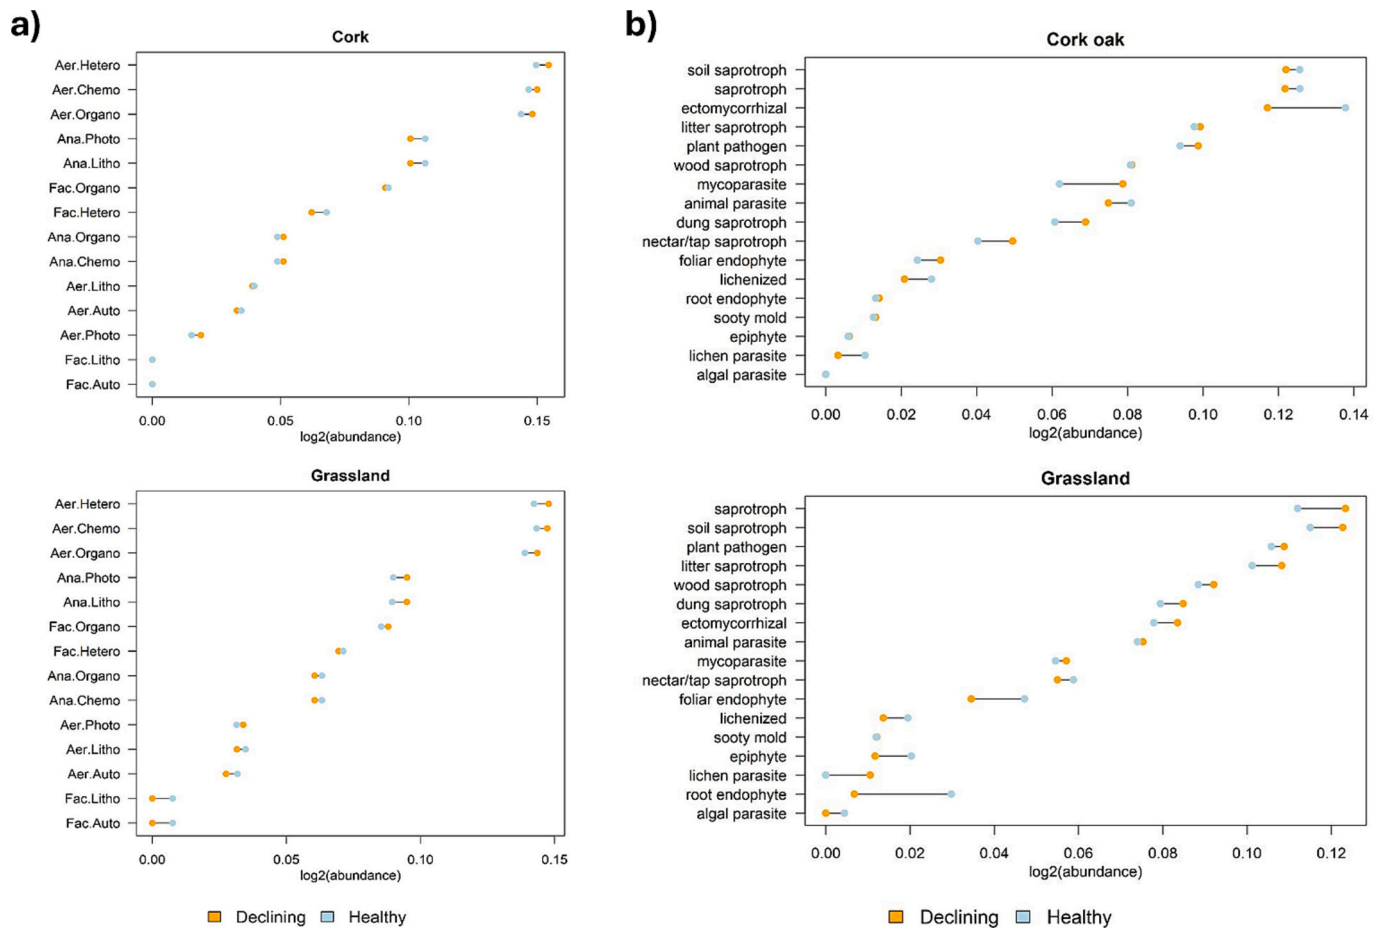 a)
Cork
Aer.Hetero
Aer.Chemo
Aer.Organo
Ana.Photo
Ana.Litho
Fac.Organo
Fac.Hetero
Ana.Organo
Ana.Chemo
Aer.Litho
Aer.Auto
Aer.Photo
Fac.Litho
Fac.Auto
0.00 0.05 0.10 0.15
log2(abundance)
Grassland
Aer.Hetero
Aer.Chemo
Aer.Organo
Ana.Photo
Ana.Litho
Fac.Organo
Fac.Hetero
Ana.Organo
Ana.Chemo
Aer.Photo
Aer.Litho
Aer.Auto
Fac.Litho
Fac.Auto
0.00 0.05 0.10 0.15
log2(abundance)
Declining Healthy
b)
Cork oak
soil saprotroph
saprotroph
ectomycorrhizal
litter saprotroph
plant pathogen
wood saprotroph
mycoparasite
animal parasite
dung saprotroph
nectar/tap saprotroph
foliar endophyte
lichenized
root endophyte
sooty mold
epiphyte
lichen parasite
algal parasite
0.00 0.02 0.04 0.06 0.08 0.10 0.12 0.14
log2(abundance)
Grassland
saprotroph
soil saprotroph
plant pathogen
litter saprotroph
wood saprotroph
dung saprotroph
ectomycorrhizal
animal parasite
mycoparasite
nectar/tap saprotroph
foliar endophyte
lichenized
sooty mold
epiphyte
lichen parasite
root endophyte
algal parasite
0.00 0.02 0.04 0.06 0.08 0.10 0.12
log2(abundance)
Declining Healthy